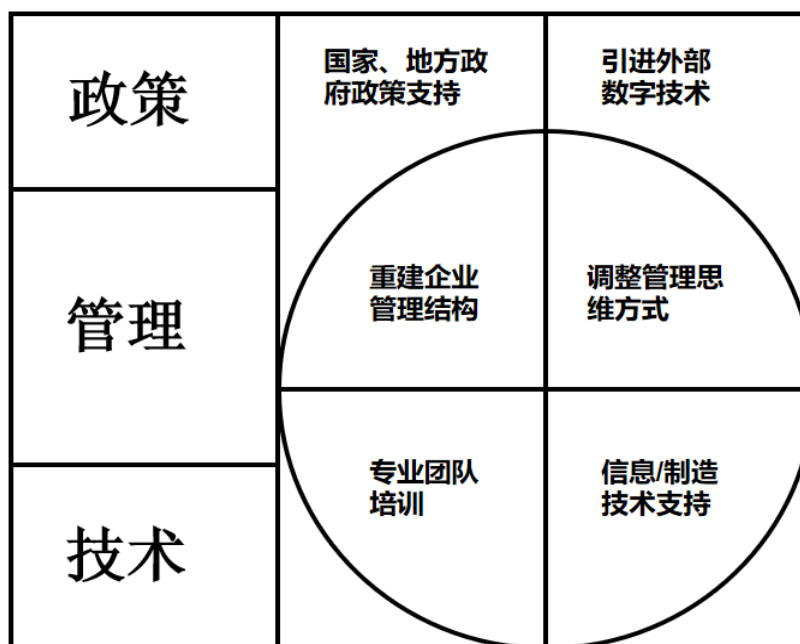 政策
国家、地方政
府政策支持
引进外部
数字技术
管理
重建企业
管理结构
调整管理思
维方式
技术
专业团队
培训
信息/制造
技术支持